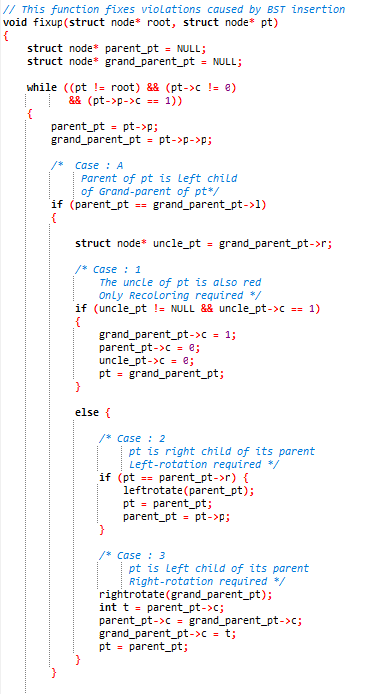 // This function fixes violations caused by BST insertion
void fixup(struct node* root, struct node* pt)
{
struct node* parent_pt = NULL;
struct node* grand_parent_pt = NULL;
while ((pt != root) && (pt->c != 0)
&& (pt->p->c == 1))
{
parent_pt = pt->p;
grand_parent_pt = pt->p->p;
/*  Case : A
Parent of pt is left child
of Grand-parent of pt*/
if (parent_pt == grand_parent_pt->l)
{
struct node* uncle_pt = grand_parent_pt->r;
/* Case : 1
The uncle of pt is also red
Only Recoloring required */
if (uncle_pt != NULL && uncle_pt->c == 1)
{
grand_parent_pt->c = 1;
parent_pt->c = 0;
uncle_pt->c = 0;
pt = grand_parent_pt;
}
else {
/* Case : 2
pt is right child of its parent
Left-rotation required */
if (pt == parent_pt->r) {
leftrotate(parent_pt);
pt = parent_pt;
parent_pt = pt->p;
}
/* Case : 3
pt is left child of its parent
Right-rotation required */
rightrotate(grand_parent_pt);
int t = parent_pt->c;
parent_pt->c = grand_parent_pt->c;
grand_parent_pt->c = t;
pt = parent_pt;
}
}